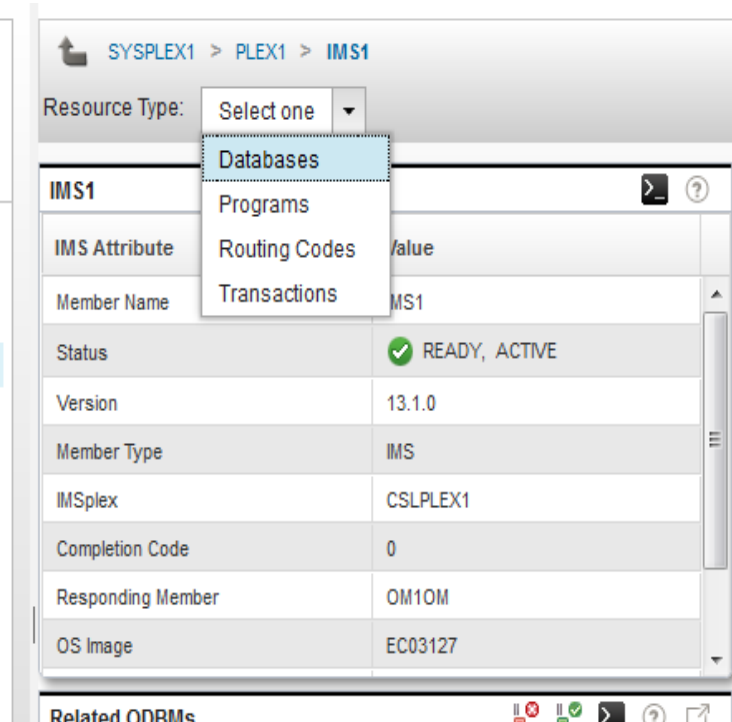 SYSPLEX1 > PLEX1 > IMS1
Resource Type: Select one
Databases
Programs
Routing Codes
Transactions
IMS1
IMS Attribute
Member Name
Status READY, ACTIVE
Version 13.1.0
Member Type IMS
IMSplex CSLPLEX1
Completion Code 0
Responding Member OM1OM
OS Image EC03127
Related ODBMs